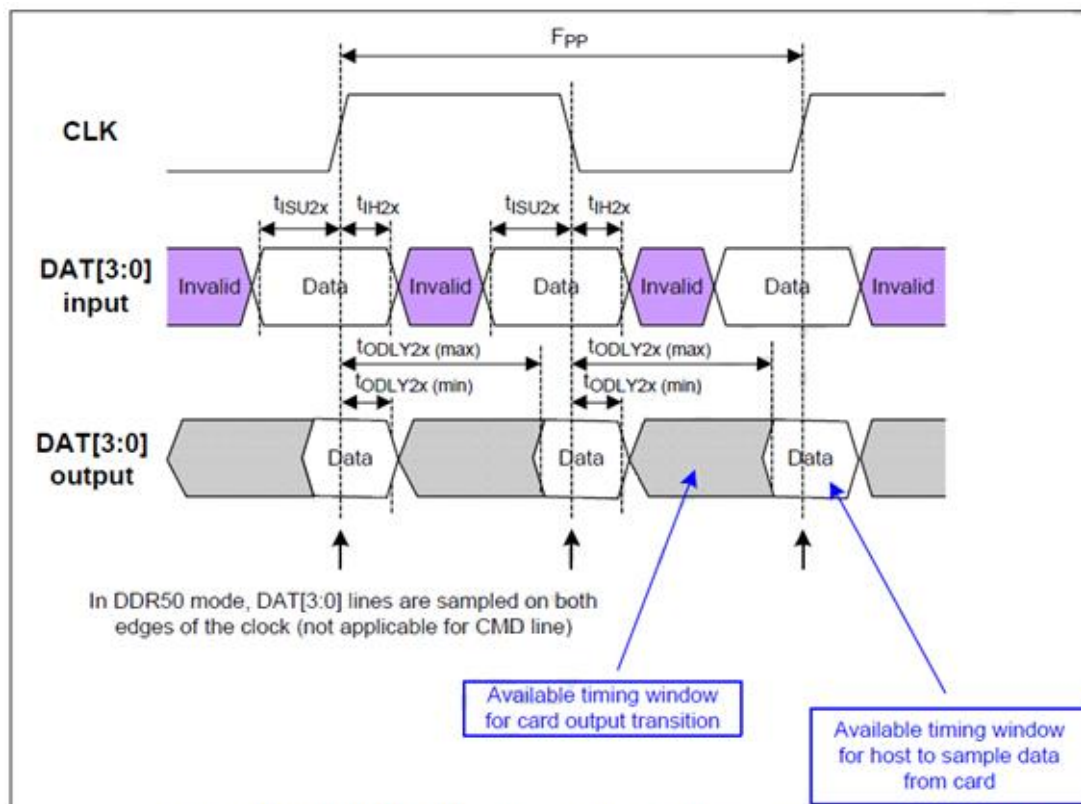 FPP
CLK
tISU2x tIH2x tISU2x tIH2x
DAT[3:0]
input
Invalid Data Invalid Data Invalid Data Invalid
tODLY2x (max) tODLY2x (max)
tODLY2x (min) tODLY2x (min)
DAT[3:0]
output
Data Data Data
In DDR50 mode, DAT[3:0] lines are sampled on both
edges of the clock (not applicable for CMD line)
Available timing window
for card output transition
Available timing window
for host to sample data
from card